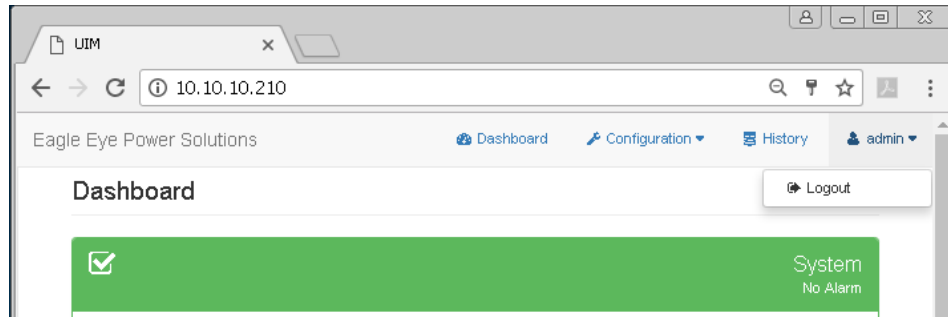 UIM
10.10.10.210
Eagle Eye Power Solutions Dashboard Configuration History admin
Dashboard Logout
System
No Alarm